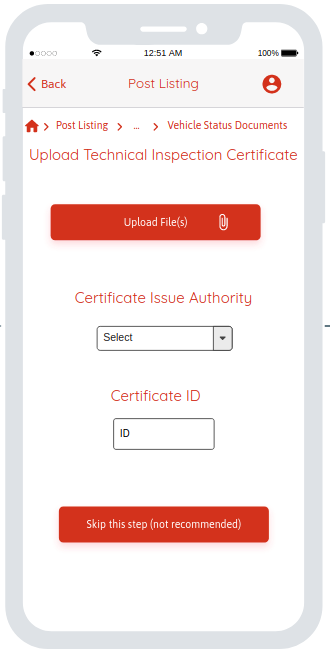 12:51 AM 100%
Back Post Listing
Post Listing ... Vehicle Status Documents
Upload Technical Inspection Certificate
Upload File(s)
Certificate Issue Authority
Select
Certificate ID
ID
Skip this step (not recommended)